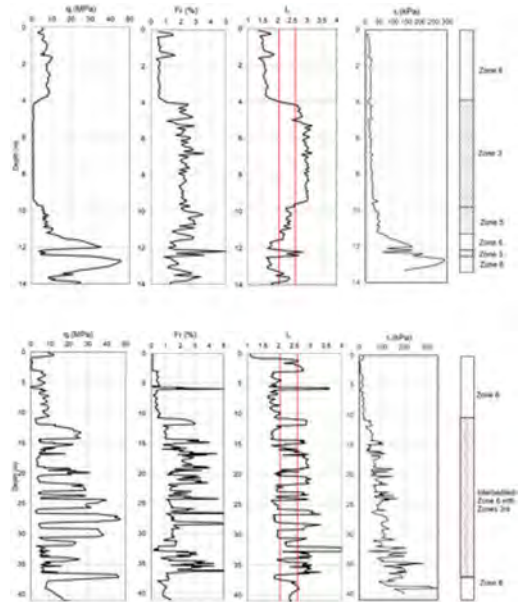 qt (MPa)
Fr (%)
Ic
0 10 20 30 40 50
0 1 2 3 4 5
1 1.5 2 2.5 3 3.5 4
0 50 100 150 200 250 300
Depth (m)
0
2
4
6
8
10
12
14
Zone 6
Zone 3
Zone 5
Zone 6
Zone 5
Zone 6
qt (MPa)
Fr (%)
Ic
0 10 20 30 40 50
0 1 2 3 4 5
1 1.5 2 2.5 3 3.5 4
0 100 200 300
Depth (m)
0
5
10
15
20
25
30
35
40
Zone 6
Interbedded
Zone 6 with
Zones 3/4
Zone 6